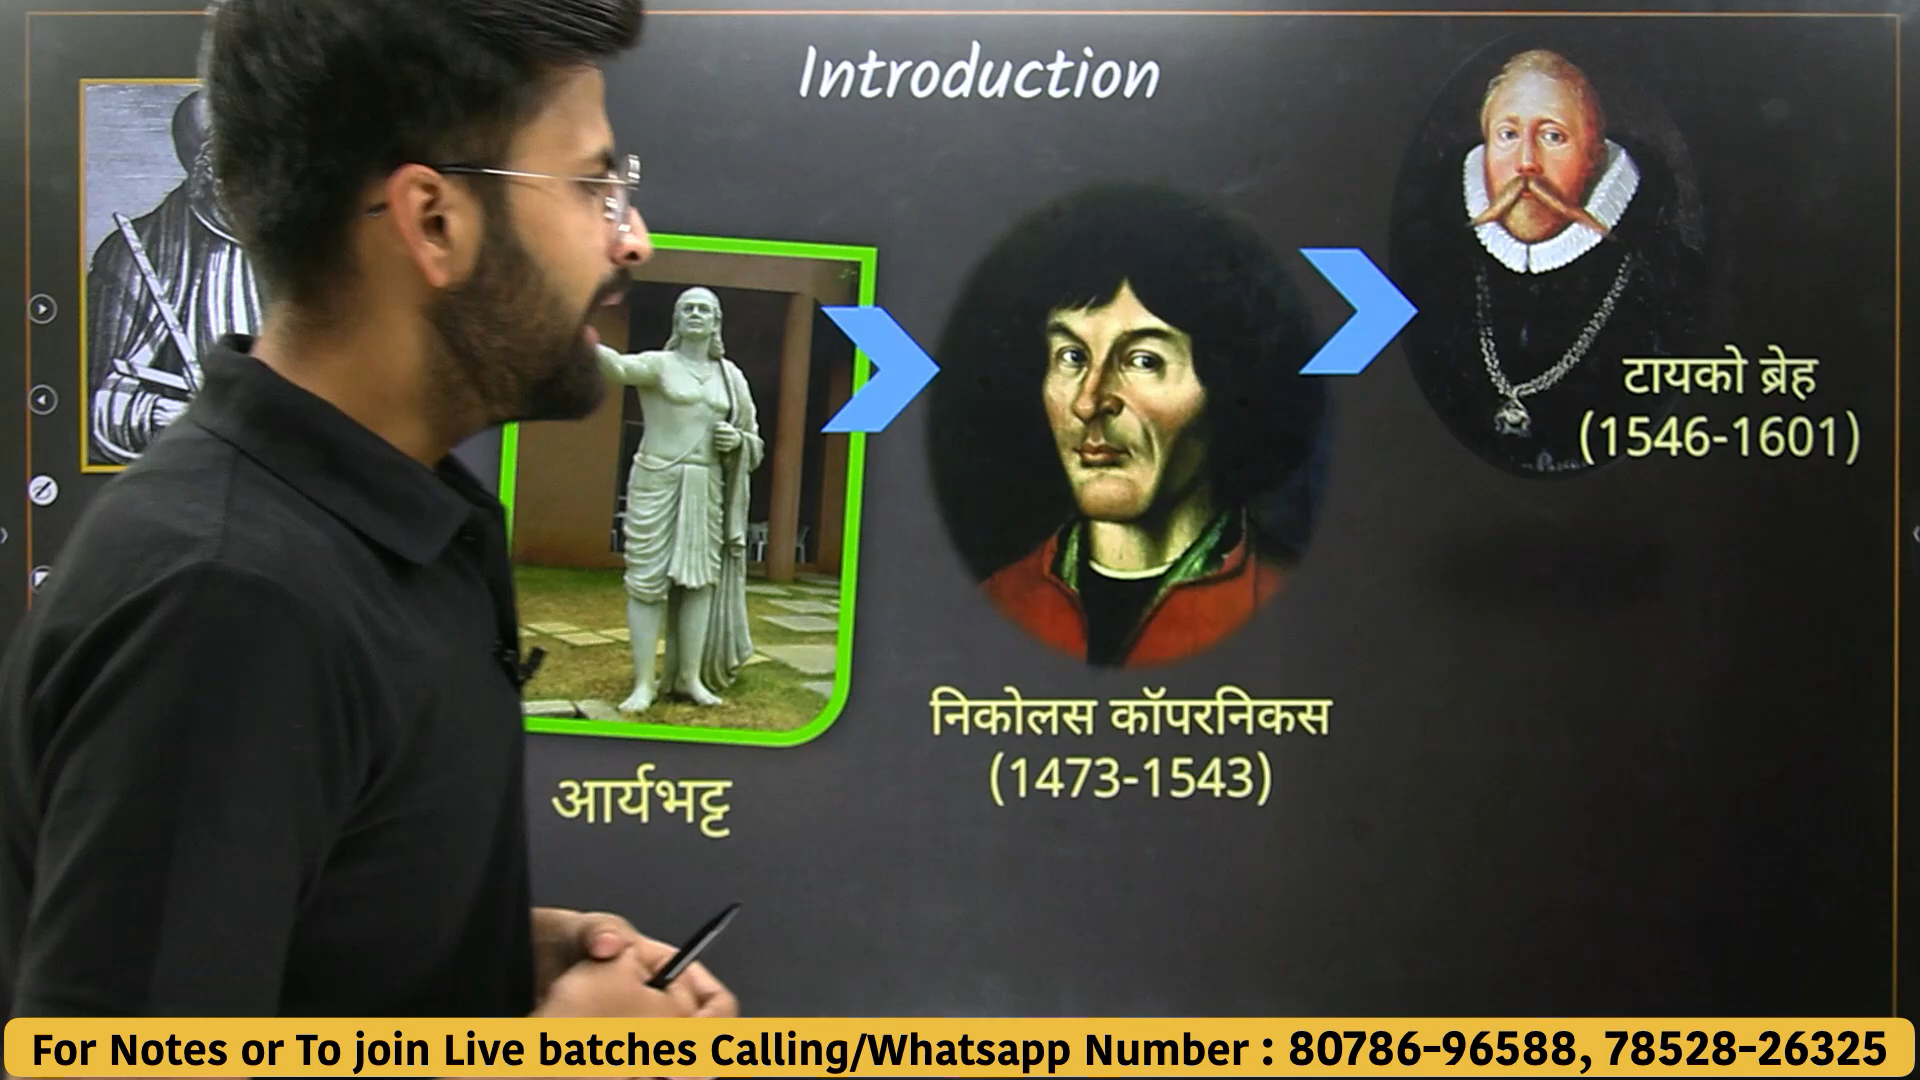 Introduction
टायको ब्रेह
(1546-1601)
निकोलस कॉपरनिकस
(1473-1543)
आर्यभट्ट
For Notes or To join Live batches Calling/Whatsapp Number : 80786-96588, 78528-26325